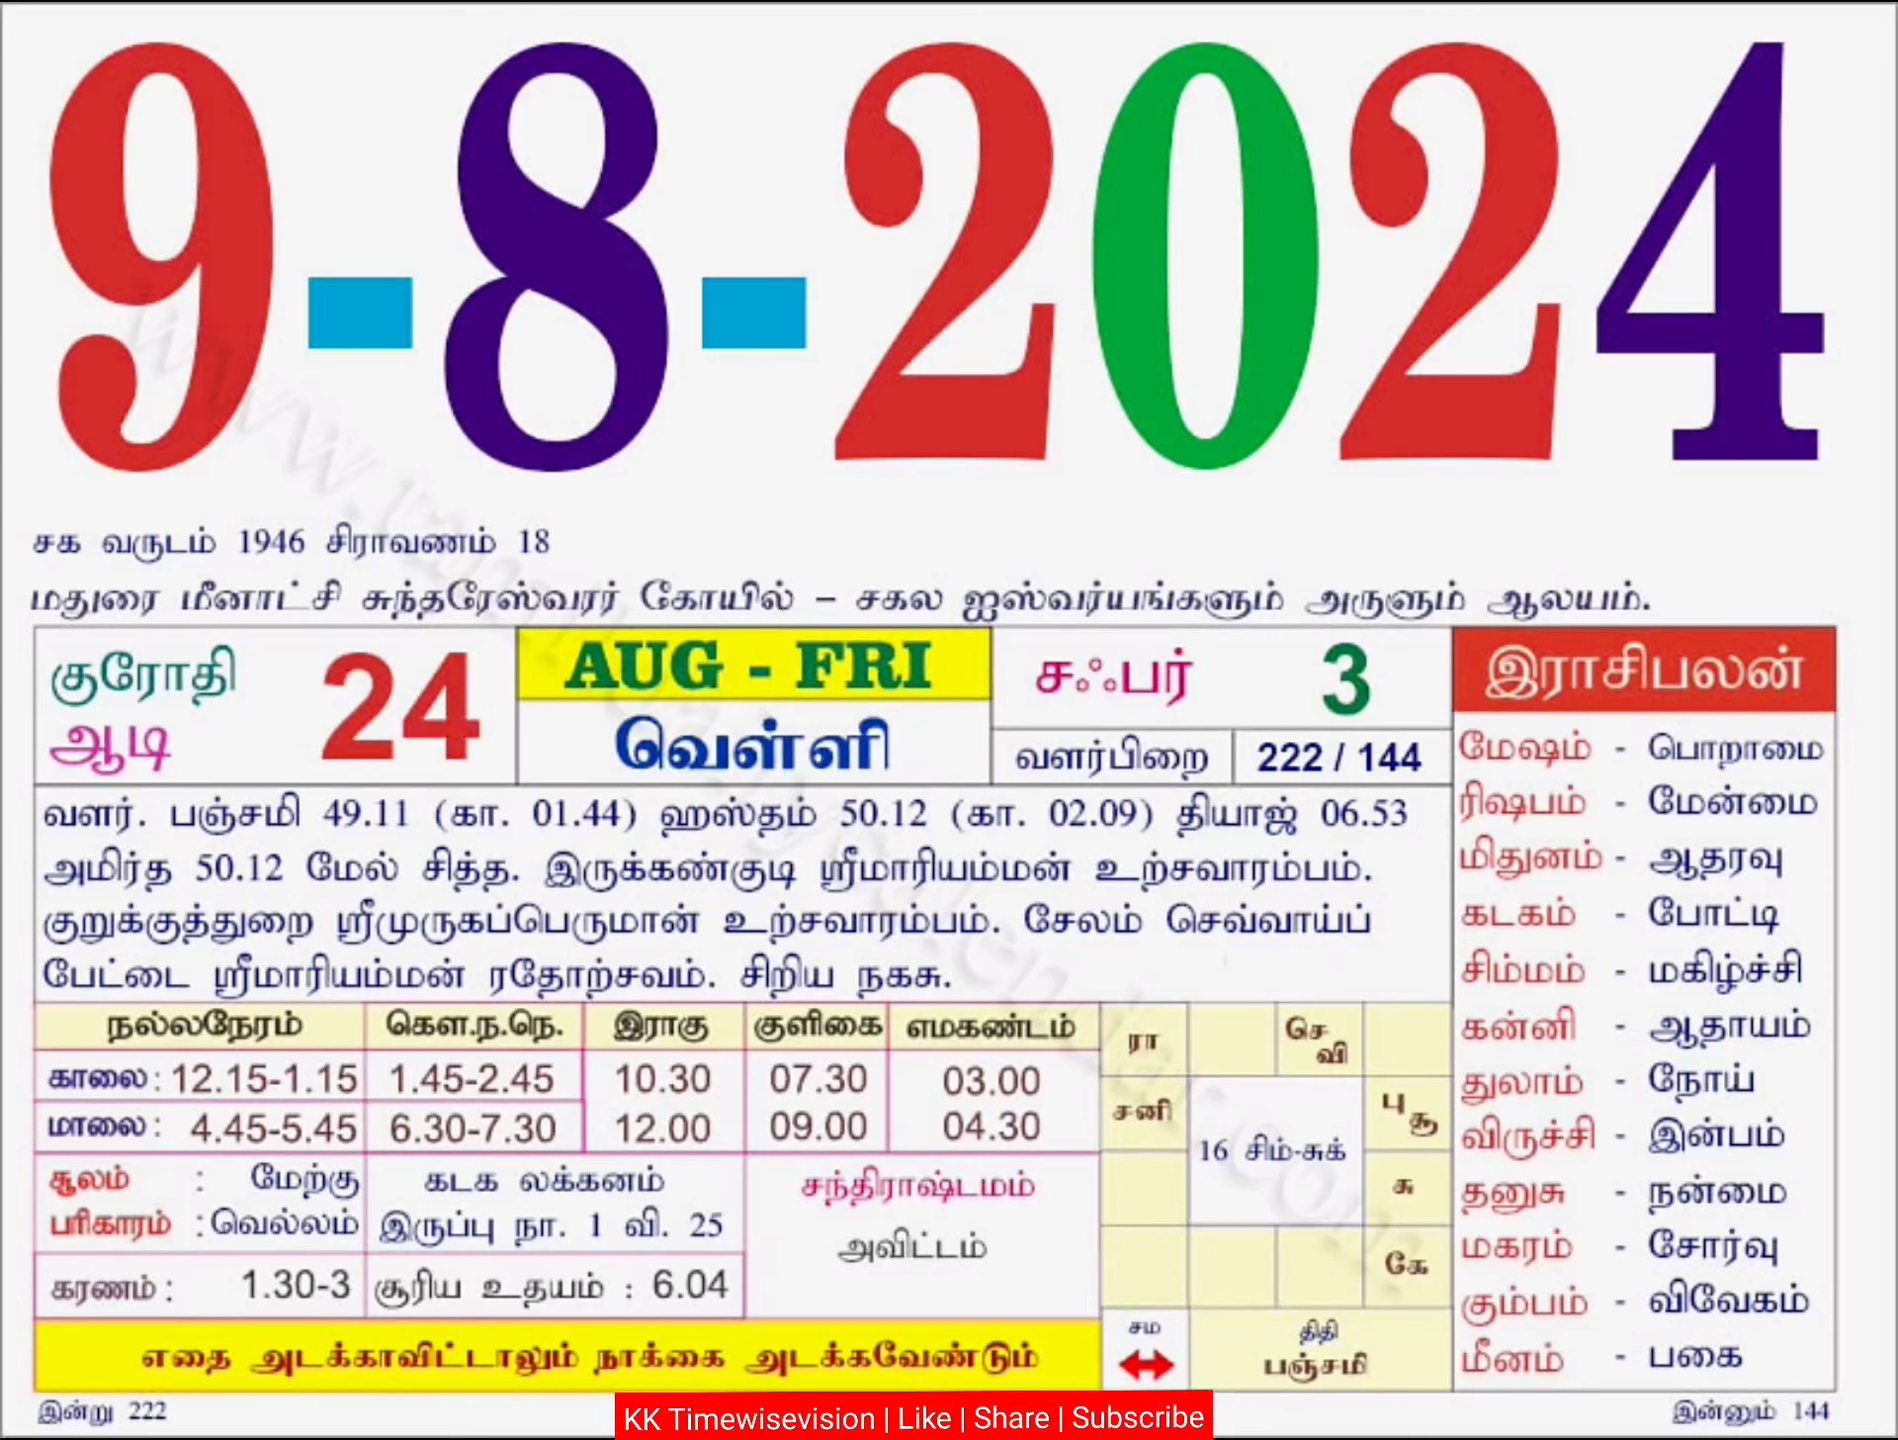 9-8-2024
சக வருடம் 1946 சிராவணம் 18
மதுரை மீனாட்சி சுந்தரேஸ்வரர் கோயில் – சகல ஐஸ்வர்யங்களும் அருளும் ஆலயம்.
குரோதி
ஆடி
24
AUG - FRI
வெள்ளி
சஃபர் 3
வளர்பிறை 222 / 144
வளர். பஞ்சமி 49.11 (கா. 01.44) ஹஸ்தம் 50.12 (கா. 02.09) தியாஜ் 06.53
அமிர்த 50.12 மேல் சித்த. இருக்கண்குடி ஸ்ரீமாரியம்மன் உற்சவாரம்பம்.
குறுக்குத்துறை ஸ்ரீமுருகப்பெருமான் உற்சவாரம்பம். சேலம் செவ்வாய்ப்
பேட்டை ஸ்ரீமாரியம்மன் ரதோற்சவம். சிறிய நகசு.
நல்லநேரம் கௌ.ந.நெ. இராகு குளிகை எமகண்டம்
காலை : 12.15-1.15 1.45-2.45 10.30 07.30 03.00
மாலை : 4.45-5.45 6.30-7.30 12.00 09.00 04.30
சூலம் : மேற்கு
பரிகாரம் : வெல்லம்
கடக லக்கனம்
இருப்பு நா. 1 வி. 25
சந்திராஷ்டமம்
அவிட்டம்
கரணம் : 1.30-3
சூரிய உதயம் : 6.04
எதை அடக்காவிட்டாலும் நாக்கை அடக்கவேண்டும்
ரா
செ
வி
சனி
பு
சூ
16 சிம்-சுக்
சு
கே
சம
திதி
பஞ்சமி
இராசிபலன்
மேஷம் - பொறாமை
ரிஷபம் - மேன்மை
மிதுனம் - ஆதரவு
கடகம் - போட்டி
சிம்மம் - மகிழ்ச்சி
கன்னி - ஆதாயம்
துலாம் - நோய்
விருச்சி - இன்பம்
தனுசு - நன்மை
மகரம் - சோர்வு
கும்பம் - விவேகம்
மீனம் - பகை
இன்று 222
KK Timewisevision | Like | Share | Subscribe
இன்னும் 144